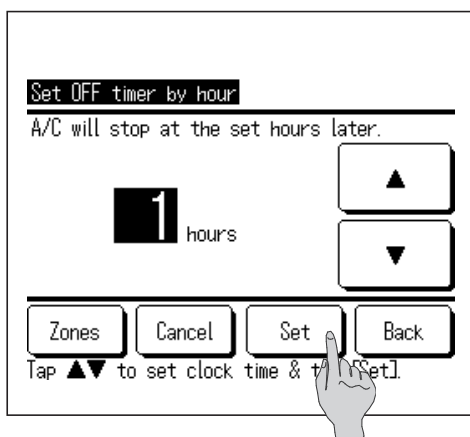 Set OFF timer by hour
A/C will stop at the set hours later.
▲
1 hours
▼
Zones Cancel Set Back
Tap ▲▼ to set clock time & [Set].